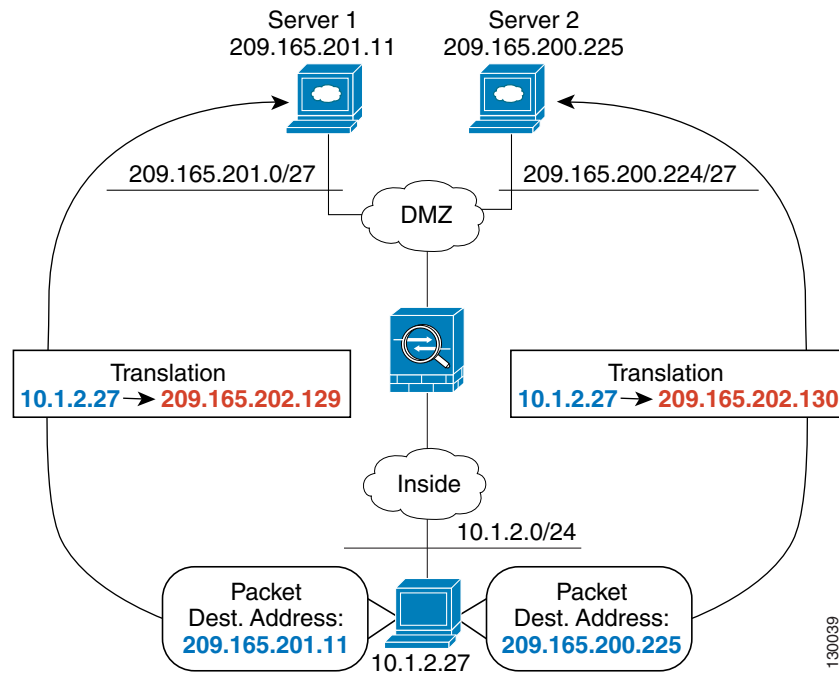 Server 1
209.165.201.11
Server 2
209.165.200.225
209.165.201.0/27
209.165.200.224/27
DMZ
Translation
10.1.2.27 → 209.165.202.129
Translation
10.1.2.27 → 209.165.202.130
Inside
10.1.2.0/24
Packet
Dest. Address:
209.165.201.11
Packet
Dest. Address:
209.165.200.225
10.1.2.27
130039